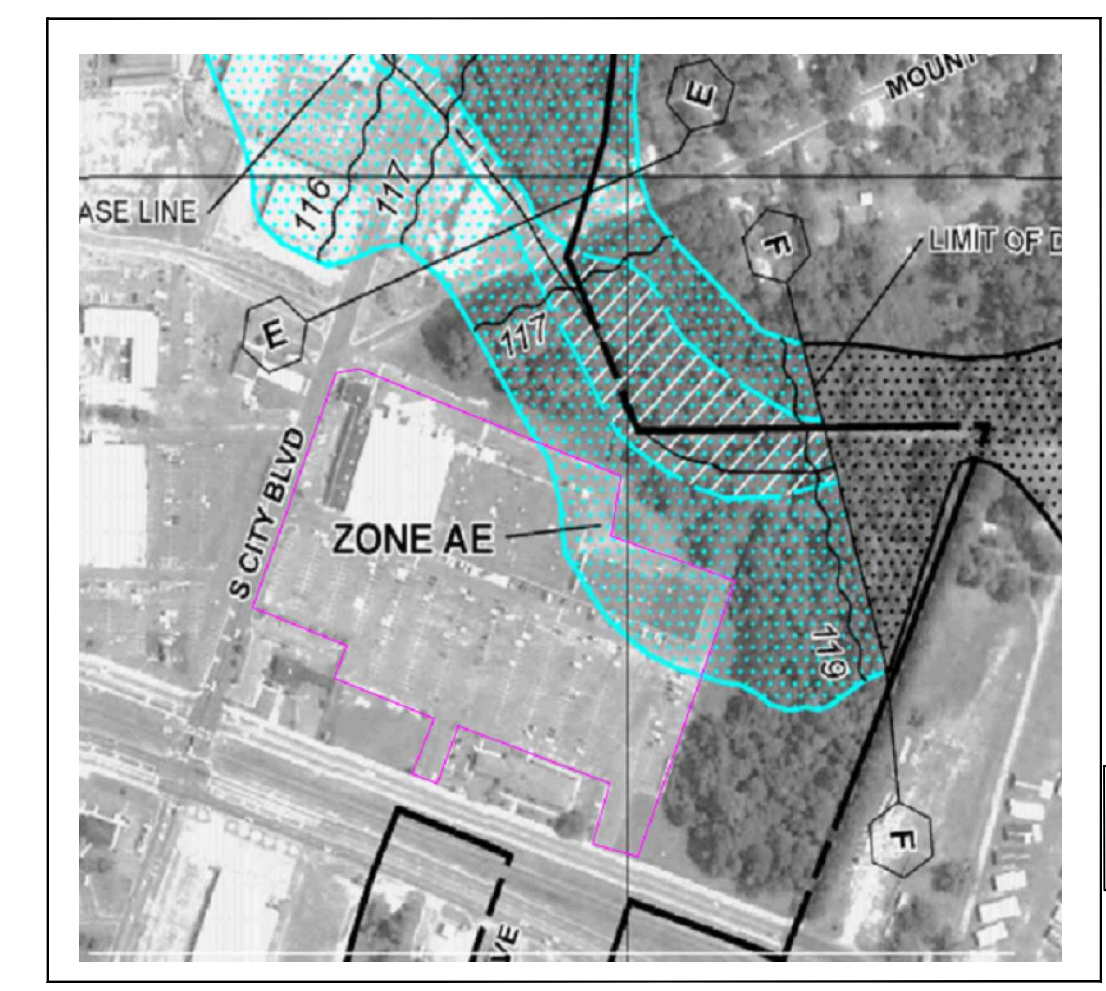 MOUNT
E
116
117
ASE LINE
F
LIMIT OF D
E
117
S CITY BLVD
ZONE AE
119
F
VE